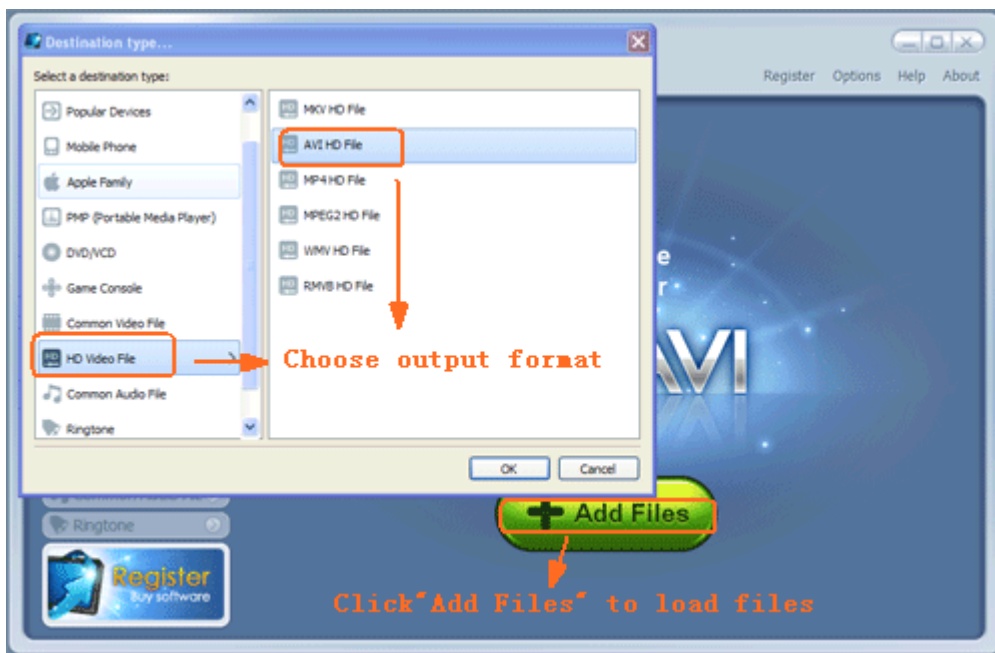 Destination type...
Register Options Help About
Select a destination type:
Popular Devices
Mobile Phone
Apple Family
PMP (Portable Media Player)
DVD/VCD
Game Console
Common Video File
HD Video File
Common Audio File
Ringtone
MKV HD File
AVI HD File
MP4 HD File
MPEG2 HD File
WMV HD File
RMVB HD File
Choose output format
OK Cancel
e
r
AVI
Add Files
Ringtone
Register
Buy software
Click"Add Files" to load files